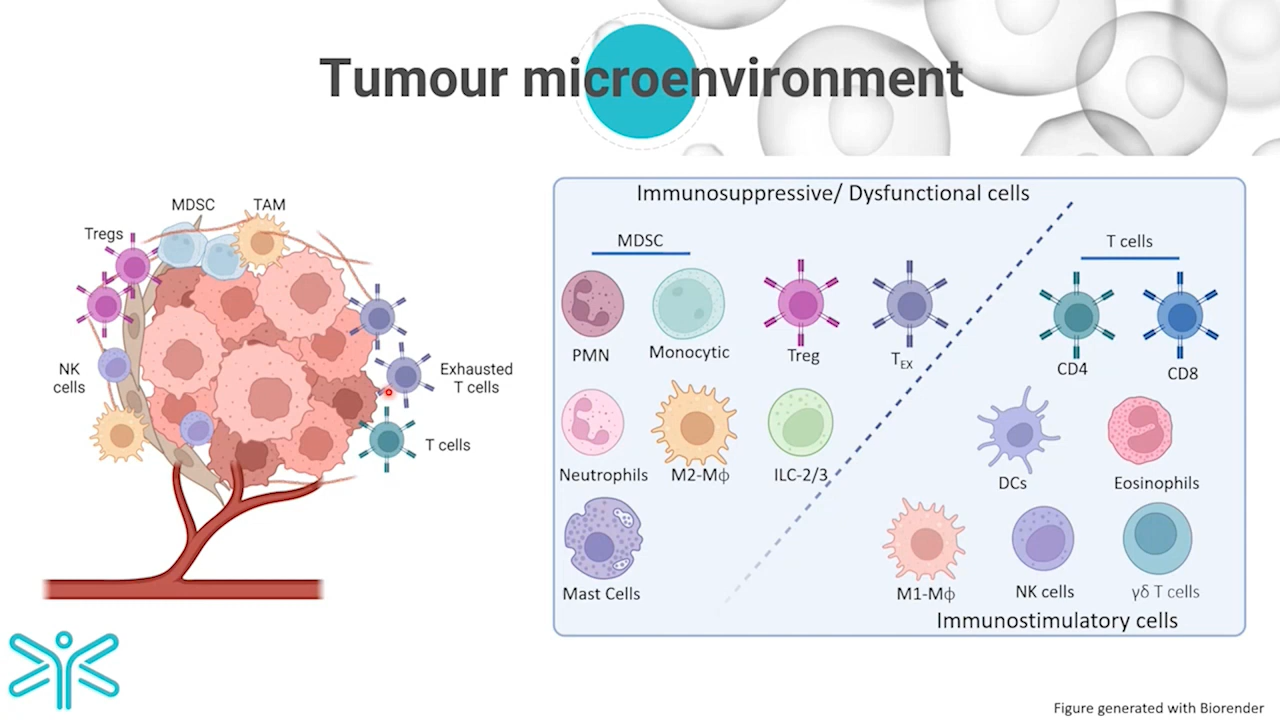 Tumour microenvironment
MDSC
TAM
Tregs
NK
cells
Exhausted
T cells
T cells
Immunosuppressive/ Dysfunctional cells
MDSC
T cells
PMN
Monocytic
Treg
TEX
CD4
CD8
Neutrophils
M2-Mϕ
ILC-2/3
DCs
Eosinophils
Mast Cells
M1-Mϕ
NK cells
γδ T cells
Immunostimulatory cells
Figure generated with Biorender